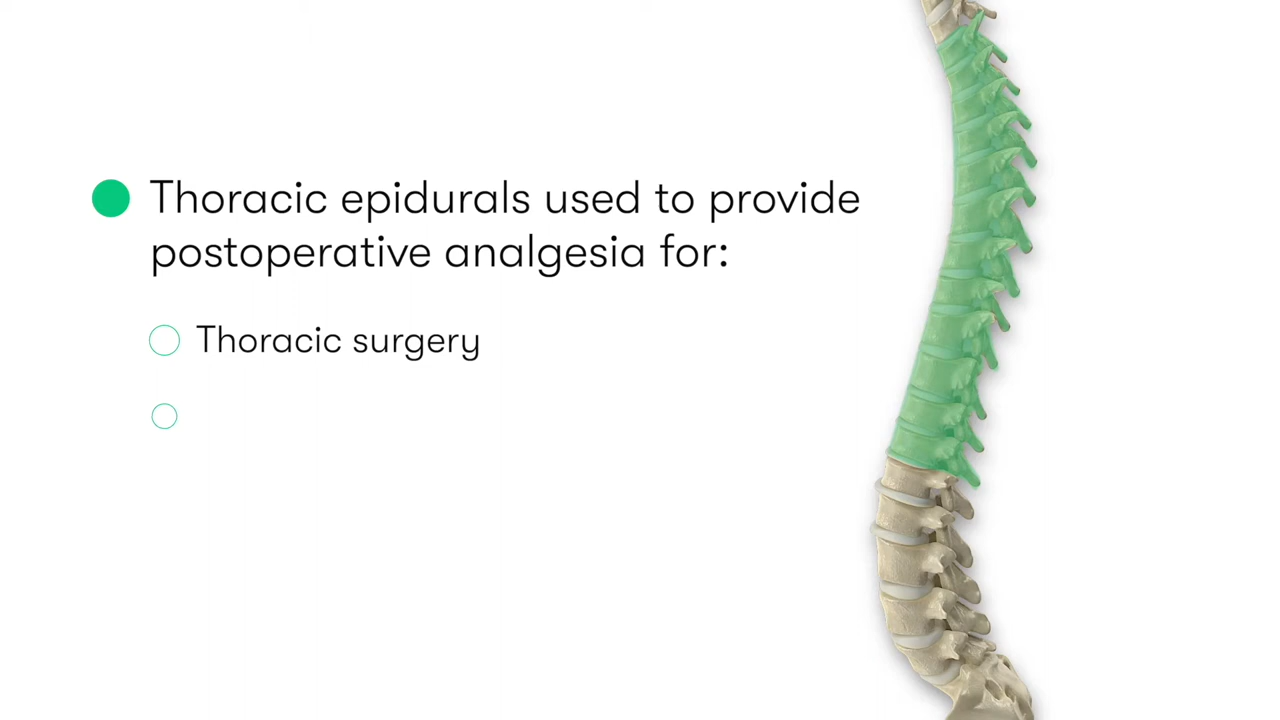 Thoracic epidurals used to provide
postoperative analgesia for:
Thoracic surgery